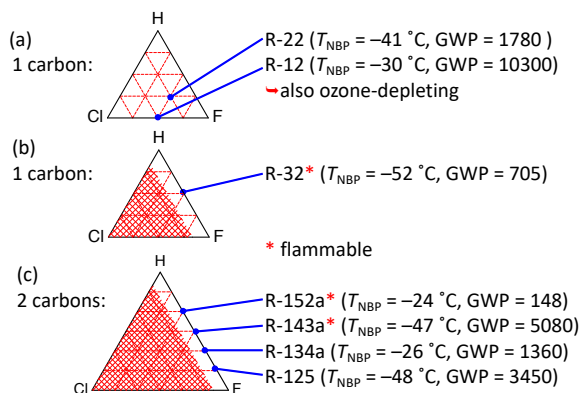 H
(a)
1 carbon:
R-22 (TNBP = –41 ˚C, GWP = 1780 )
R-12 (TNBP = –30 ˚C, GWP = 10300)
➥also ozone-depleting
Cl
F
(b)
H
1 carbon:
R-32* (TNBP = –52 ˚C, GWP = 705)
Cl
F
* flammable
(c)
H
2 carbons:
R-152a* (TNBP = –24 ˚C, GWP = 148)
R-143a* (TNBP = –47 ˚C, GWP = 5080)
R-134a (TNBP = –26 ˚C, GWP = 1360)
R-125 (TNBP = –48 ˚C, GWP = 3450)
Cl
F